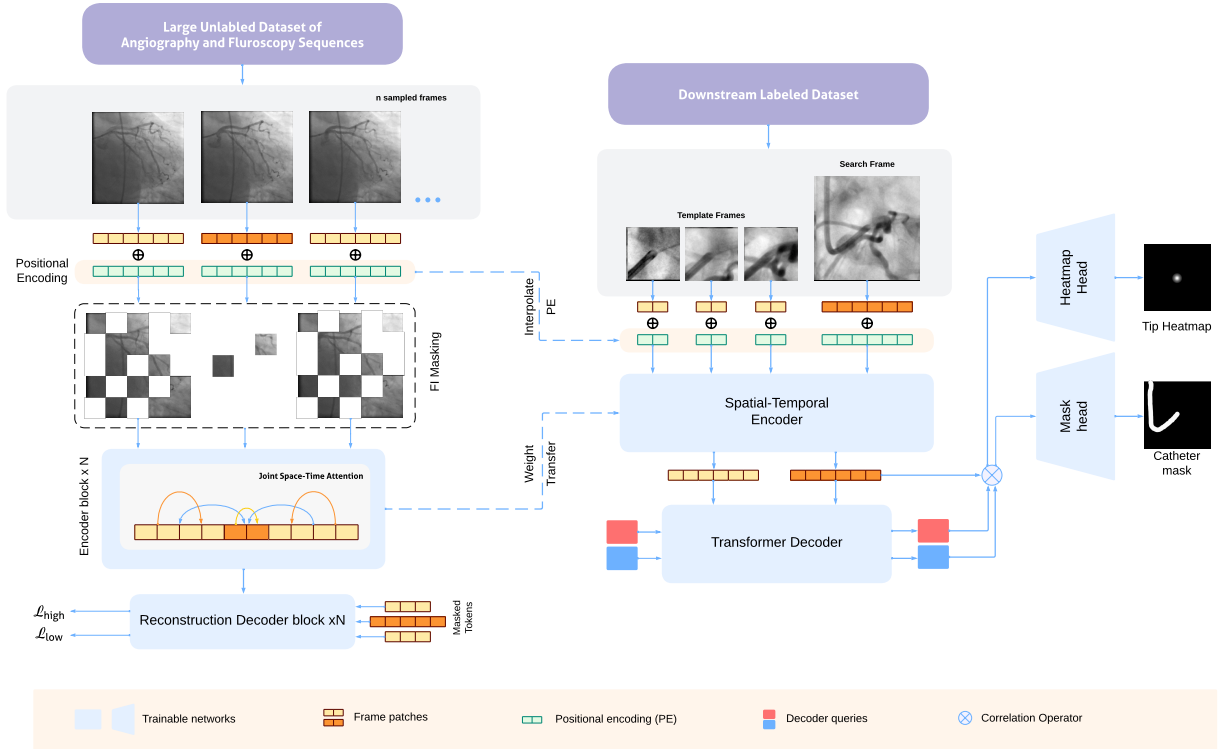 Large Unlabled Dataset of
Angiography and Fluroscopy Sequences
n sampled frames
Positional
Encoding
FI Masking
Encoder block x N
Joint Space-Time Attention
ℒhigh
ℒlow
Reconstruction Decoder block xN
Masked
Tokens
Interpolate
PE
Weight
Transfer
Downstream Labeled Dataset
Search Frame
Template Frames
Spatial-Temporal
Encoder
Transformer Decoder
Heatmap
Head
Tip Heatmap
Mask
head
Catheter
mask
Trainable networks
Frame patches
Positional encoding (PE)
Decoder queries
Correlation Operator